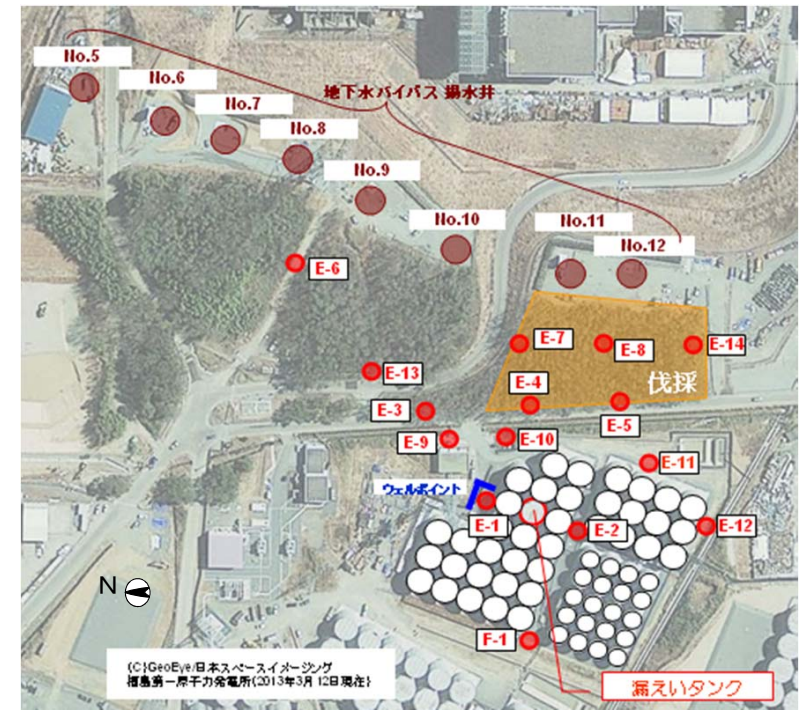 No.5
No.6
No.7
地下水バイパス 揚水井
No.8
No.9
No.10
No.11
No.12
E-6
E-7
E-8
E-14
E-13
伐採
E-4
E-3
E-5
E-9
E-10
E-11
ウェルポイント
E-1
E-2
E-12
N
F-1
(C)GeoEye/日本スペースイメージング
福島第一原子力発電所(2013年3月12日現在)
漏えいタンク